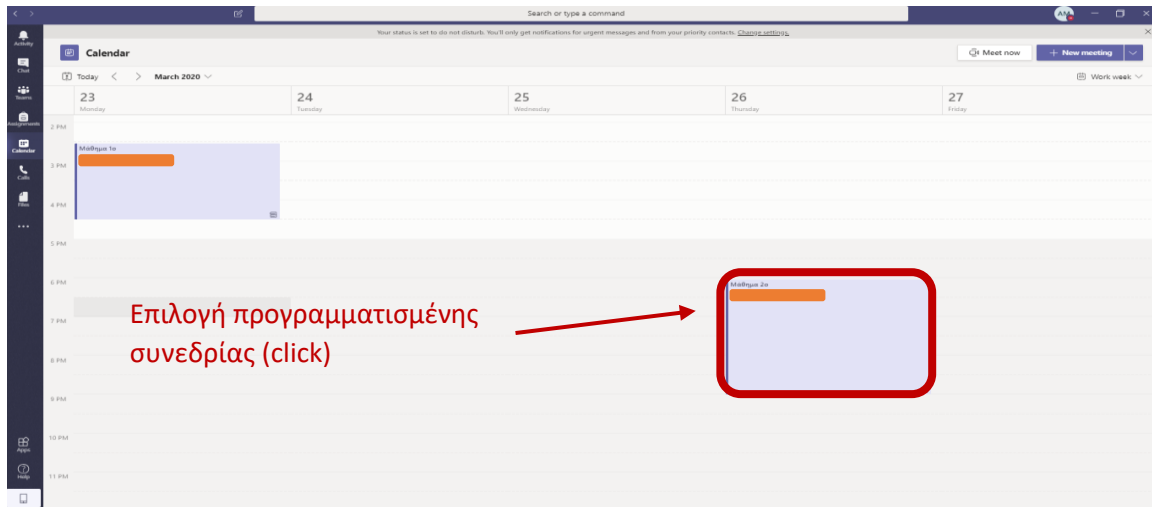 Search or type a command
AM
Your status is set to do not disturb. You'll only get notifications for urgent messages and from your priority contacts. Change settings.
Activity
Chat
Teams
Assignments
Calendar
Calls
Files
Apps
Help
Calendar
Meet now
+ New meeting
Today
March 2020
Work week
23
Monday
24
Tuesday
25
Wednesday
26
Thursday
27
Friday
2 PM
3 PM
4 PM
5 PM
6 PM
7 PM
8 PM
9 PM
10 PM
11 PM
Μάθημα 1ο
Μάθημα 2ο
Επιλογή προγραμματισμένης
συνεδρίας (click)